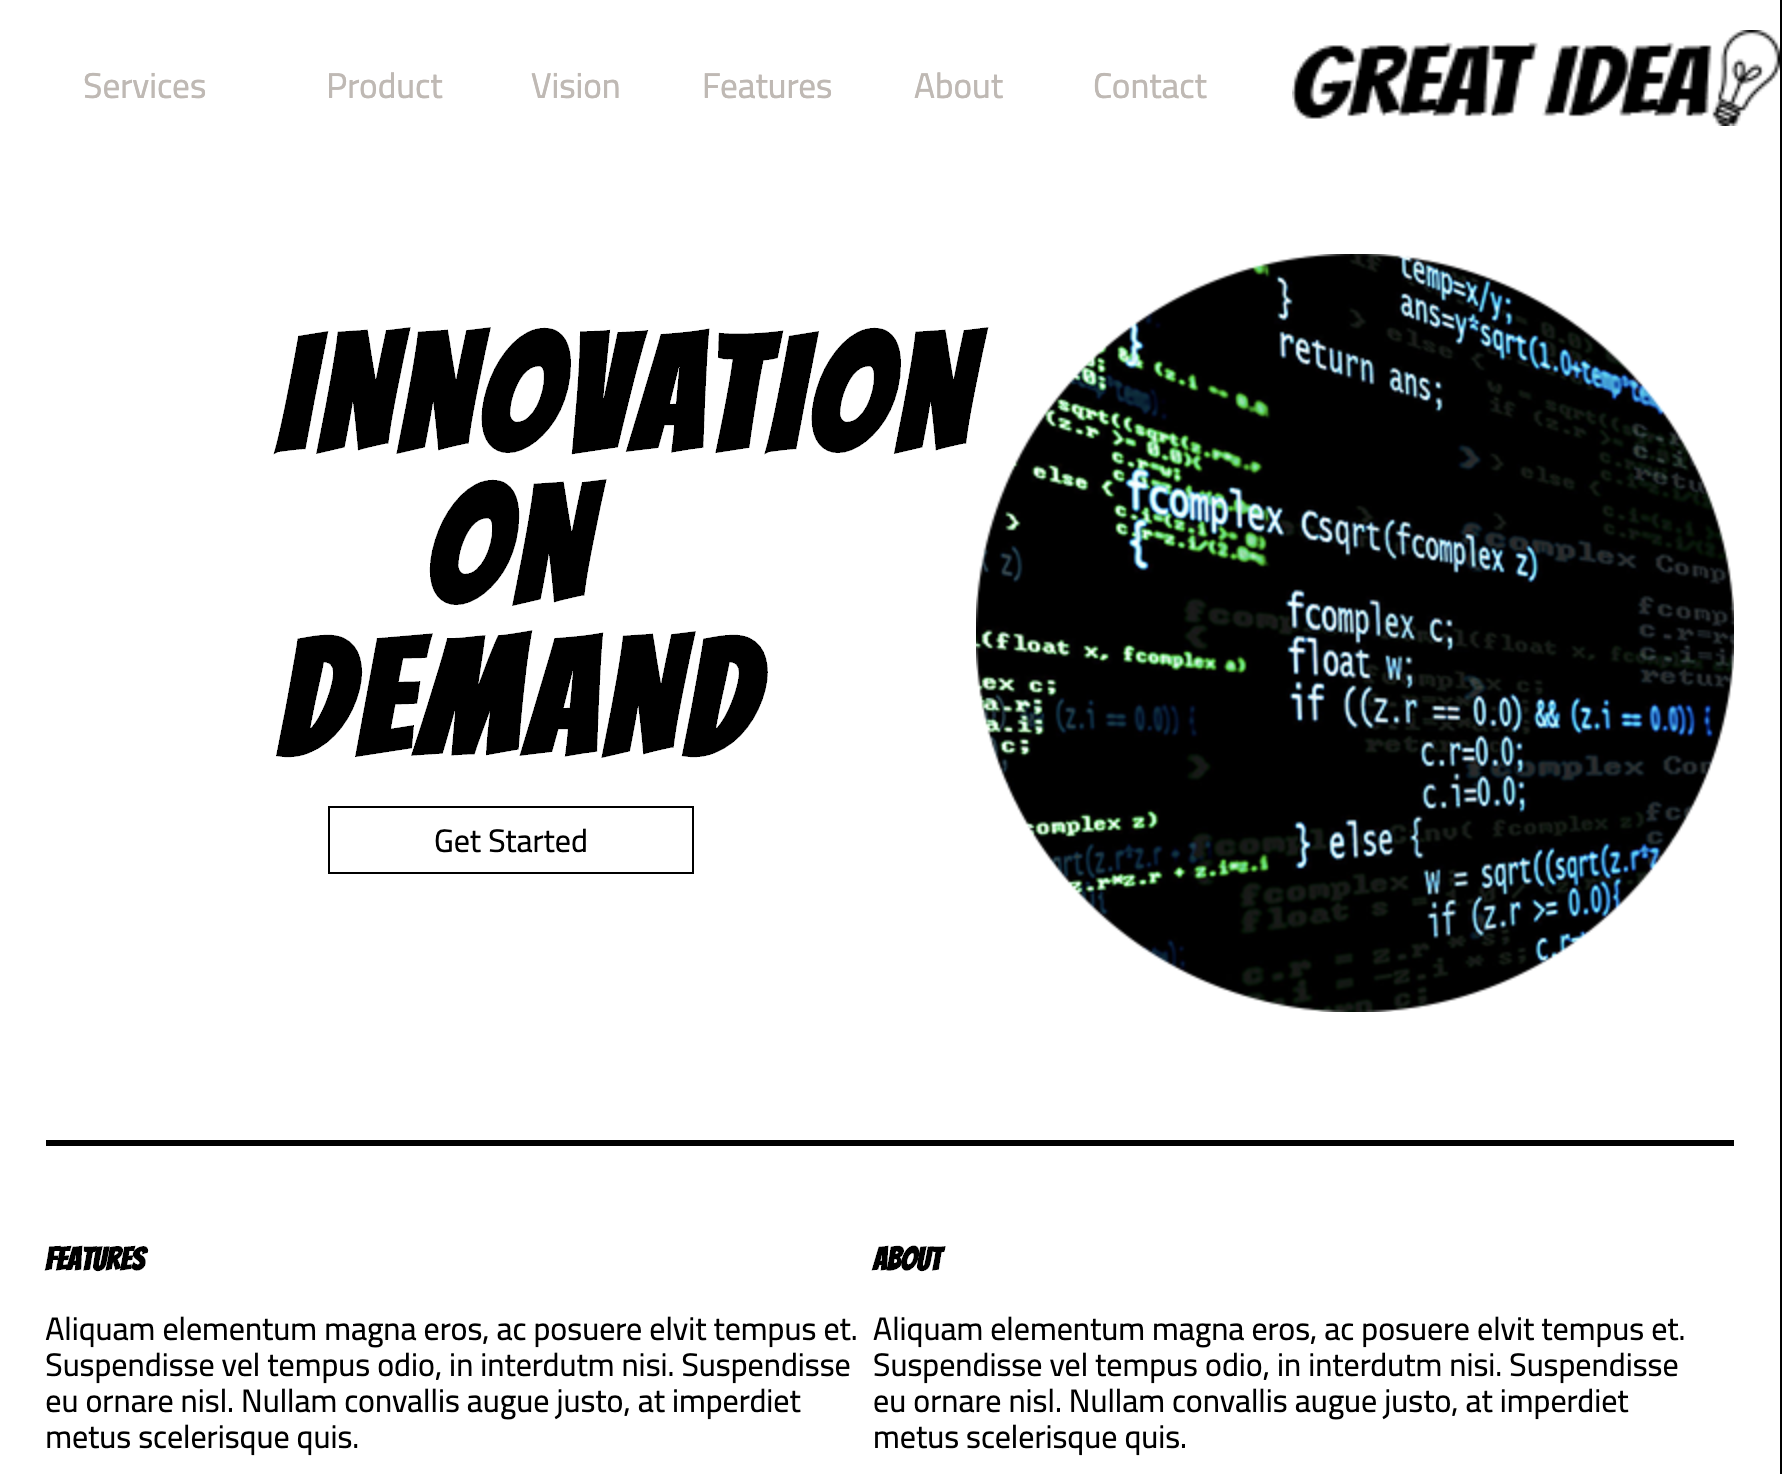 Services Product Vision Features About Contact GREAT IDEA
INNOVATION
ON
DEMAND
Get Started
temp=x/y;
ans=y*sqrt(1.0+temp*te
}
return ans;
else {
fcomplex Csqrt(fcomplex z)
{
fcomplex c;
float w;
if ((z.r == 0.0) && (z.i == 0.0)) {
c.r=0.0;
c.i=0.0;
} else {
w = sqrt((sqrt(z.r*z
if (z.r >= 0.0){
(float x, fcomplex a)
complex z)
z.r*z.r + z.i*z.i
FEATURES
Aliquam elementum magna eros, ac posuere elvit tempus et.
Suspendisse vel tempus odio, in interdutm nisi. Suspendisse
eu ornare nisl. Nullam convallis augue justo, at imperdiet
metus scelerisque quis.
ABOUT
Aliquam elementum magna eros, ac posuere elvit tempus et.
Suspendisse vel tempus odio, in interdutm nisi. Suspendisse
eu ornare nisl. Nullam convallis augue justo, at imperdiet
metus scelerisque quis.